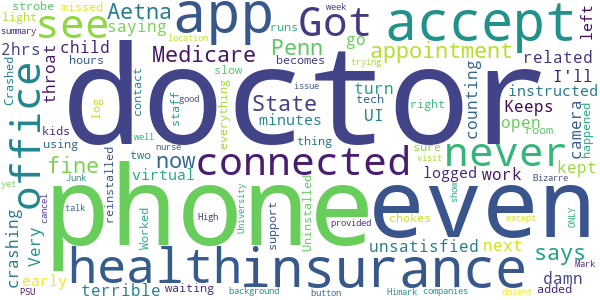 strobe
light
missed
week
summary
see
Aetna
saying
app
runs
location
Got
becomes
trying
accept
left
2hrs
child
Medicare
Penn
go
appointment
related
I'll
Crashed
hours
throat
contact
slow
everything
State
turn
tech
counting
instructed
office
doctor
staff
good
issue
minutes
UI
right
Keeps
camera
happened
log
kids
using
well
nurse
thing
sure
open
room
visit
reinstalled
two
connected
never
yet
fine
now
virtual
logged
work
kept
crashing
Junk
cancel
talk
phone
Worked
High
University
support
Uninstalled
even
show
except
ONLY
Bizarre
Very
early
terrible
waiting
health
insurance
provided
chokes
unsatisfied
next
says
damn
added
PSU
background
button
Himark
companies
dosent
Mark